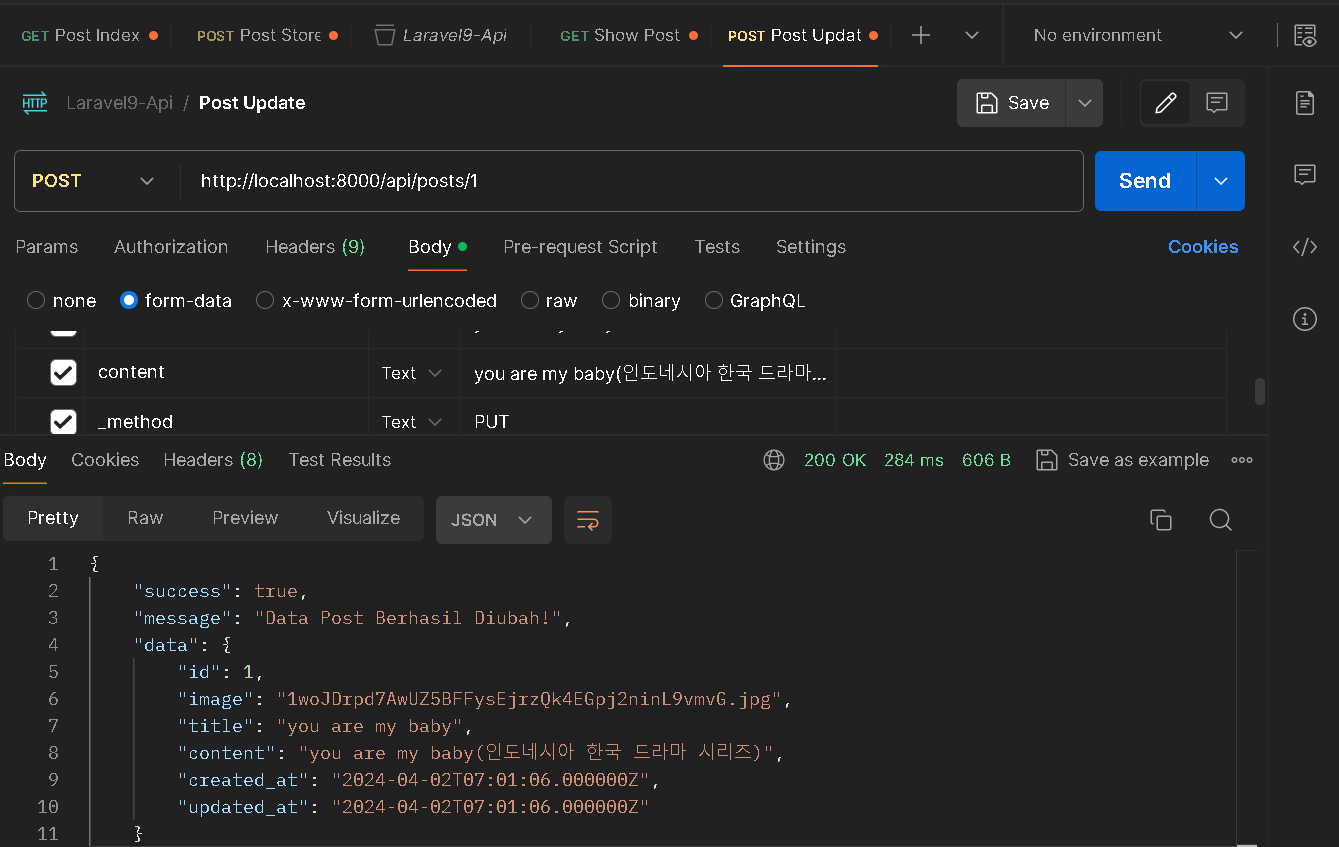 GET Post Index POST Post Store Laravel9-Api GET Show Post POST Post Updat No environment
HTTP Laravel9-Api / Post Update Save
POST http://localhost:8000/api/posts/1 Send
Params Authorization Headers (9) Body Pre-request Script Tests Settings Cookies
none form-data x-www-form-urlencoded raw binary GraphQL
content Text you are my baby(인도네시아 한국 드라마...
_method Text PUT
Body Cookies Headers (8) Test Results 200 OK 284 ms 606 B Save as example
Pretty Raw Preview Visualize JSON
1 {
2 "success": true,
3 "message": "Data Post Berhasil Diubah!",
4 "data": {
5 "id": 1,
6 "image": "1woJDrpd7AwUZ5BFFysEjrzQk4EGpj2ninL9vmvG.jpg",
7 "title": "you are my baby",
8 "content": "you are my baby(인도네시아 한국 드라마 시리즈)",
9 "created_at": "2024-04-02T07:01:06.000000Z",
10 "updated_at": "2024-04-02T07:01:06.000000Z"
11 }